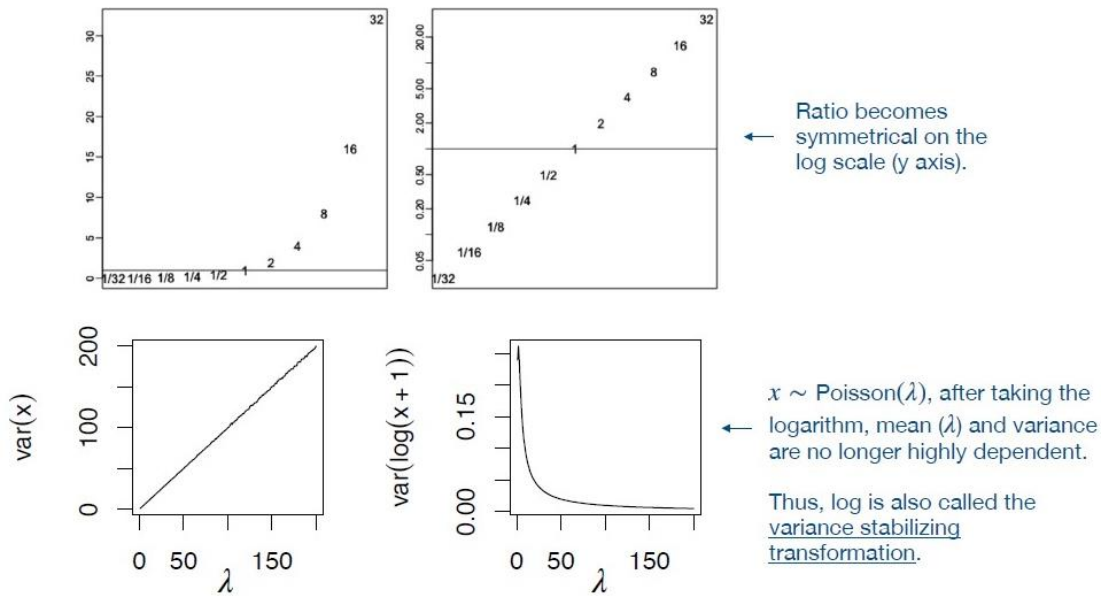 30
25
20
15
10
5
0
1/32 1/16 1/8 1/4 1/2 1 2 4 8 16 32
20.00
5.00
2.00
0.50
0.20
0.05
1/32 1/16 1/8 1/4 1/2 1 2 4 8 16 32
Ratio becomes
symmetrical on the
log scale (y axis).
var(x)
200
100
0
0 50 150
λ
var(log(x + 1))
0.15
0.00
0 50 150
λ
x ∼ Poisson(λ), after taking the
logarithm, mean (λ) and variance
are no longer highly dependent.
Thus, log is also called the
variance stabilizing
transformation.